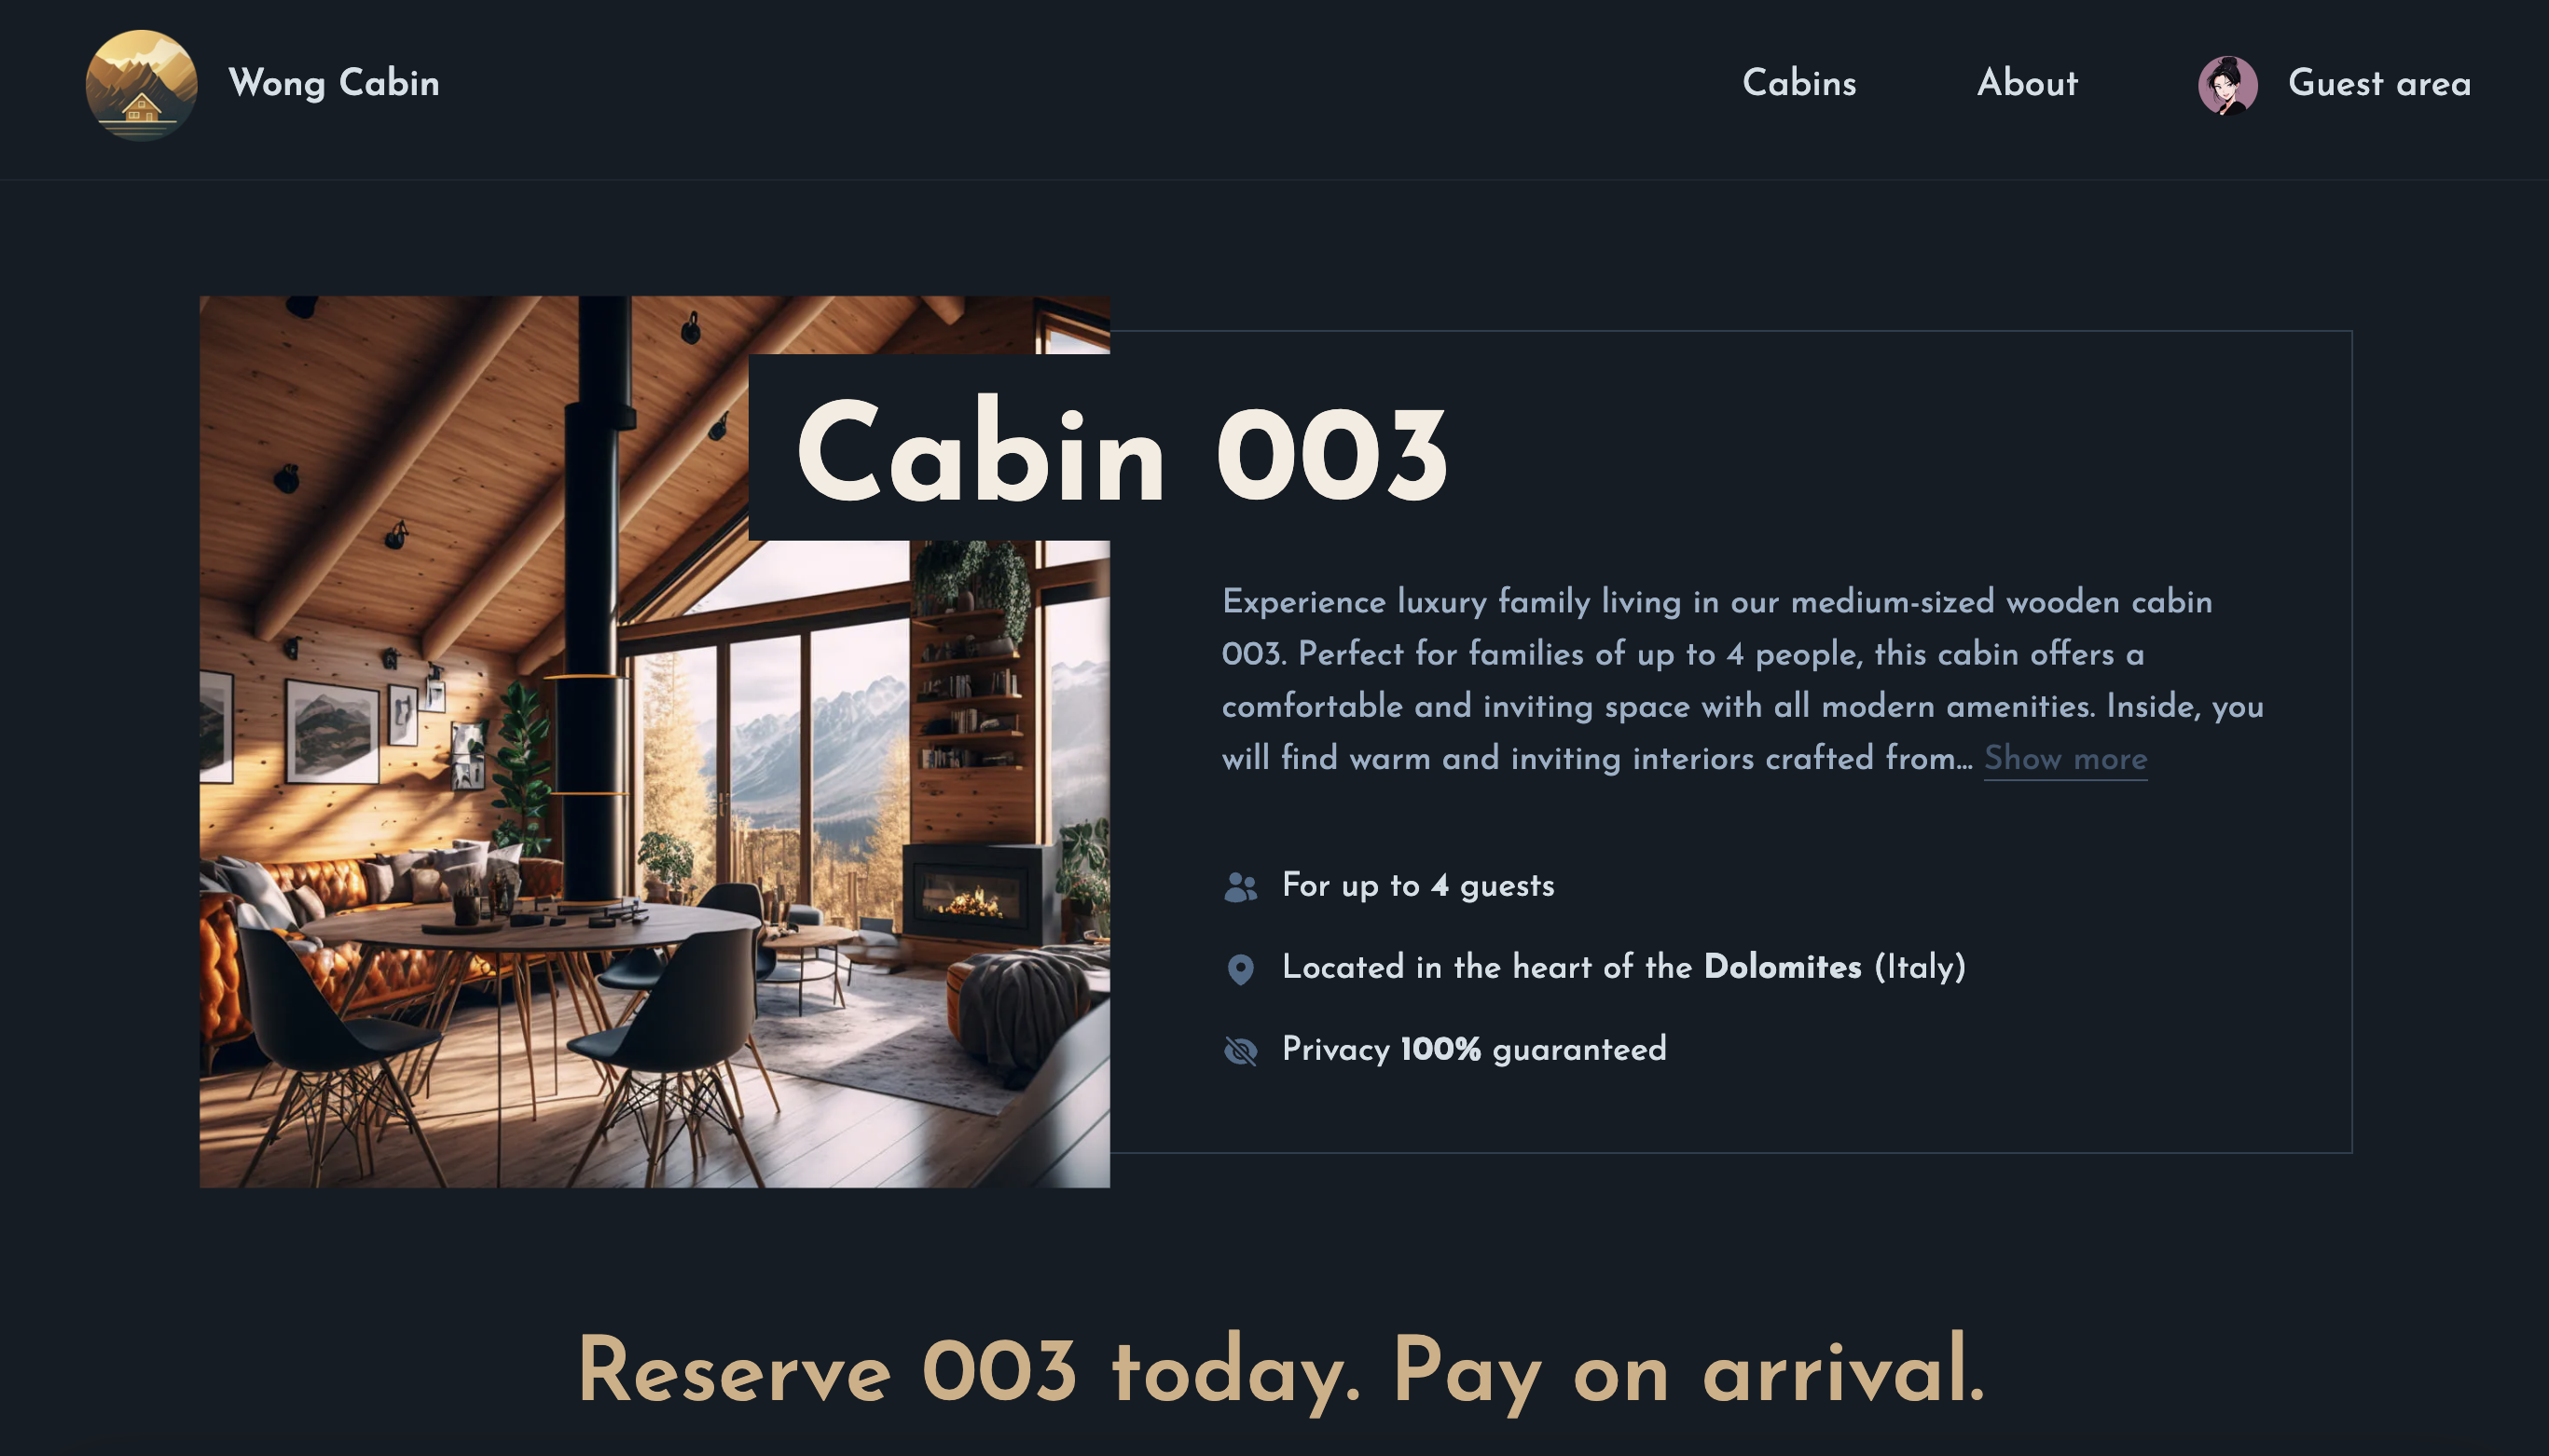 Wong Cabin
Cabins
About
Guest area
Cabin 003
Experience luxury family living in our medium-sized wooden cabin
003. Perfect for families of up to 4 people, this cabin offers a
comfortable and inviting space with all modern amenities. Inside, you
will find warm and inviting interiors crafted from... Show more
For up to 4 guests
Located in the heart of the Dolomites (Italy)
Privacy 100% guaranteed
Reserve 003 today. Pay on arrival.